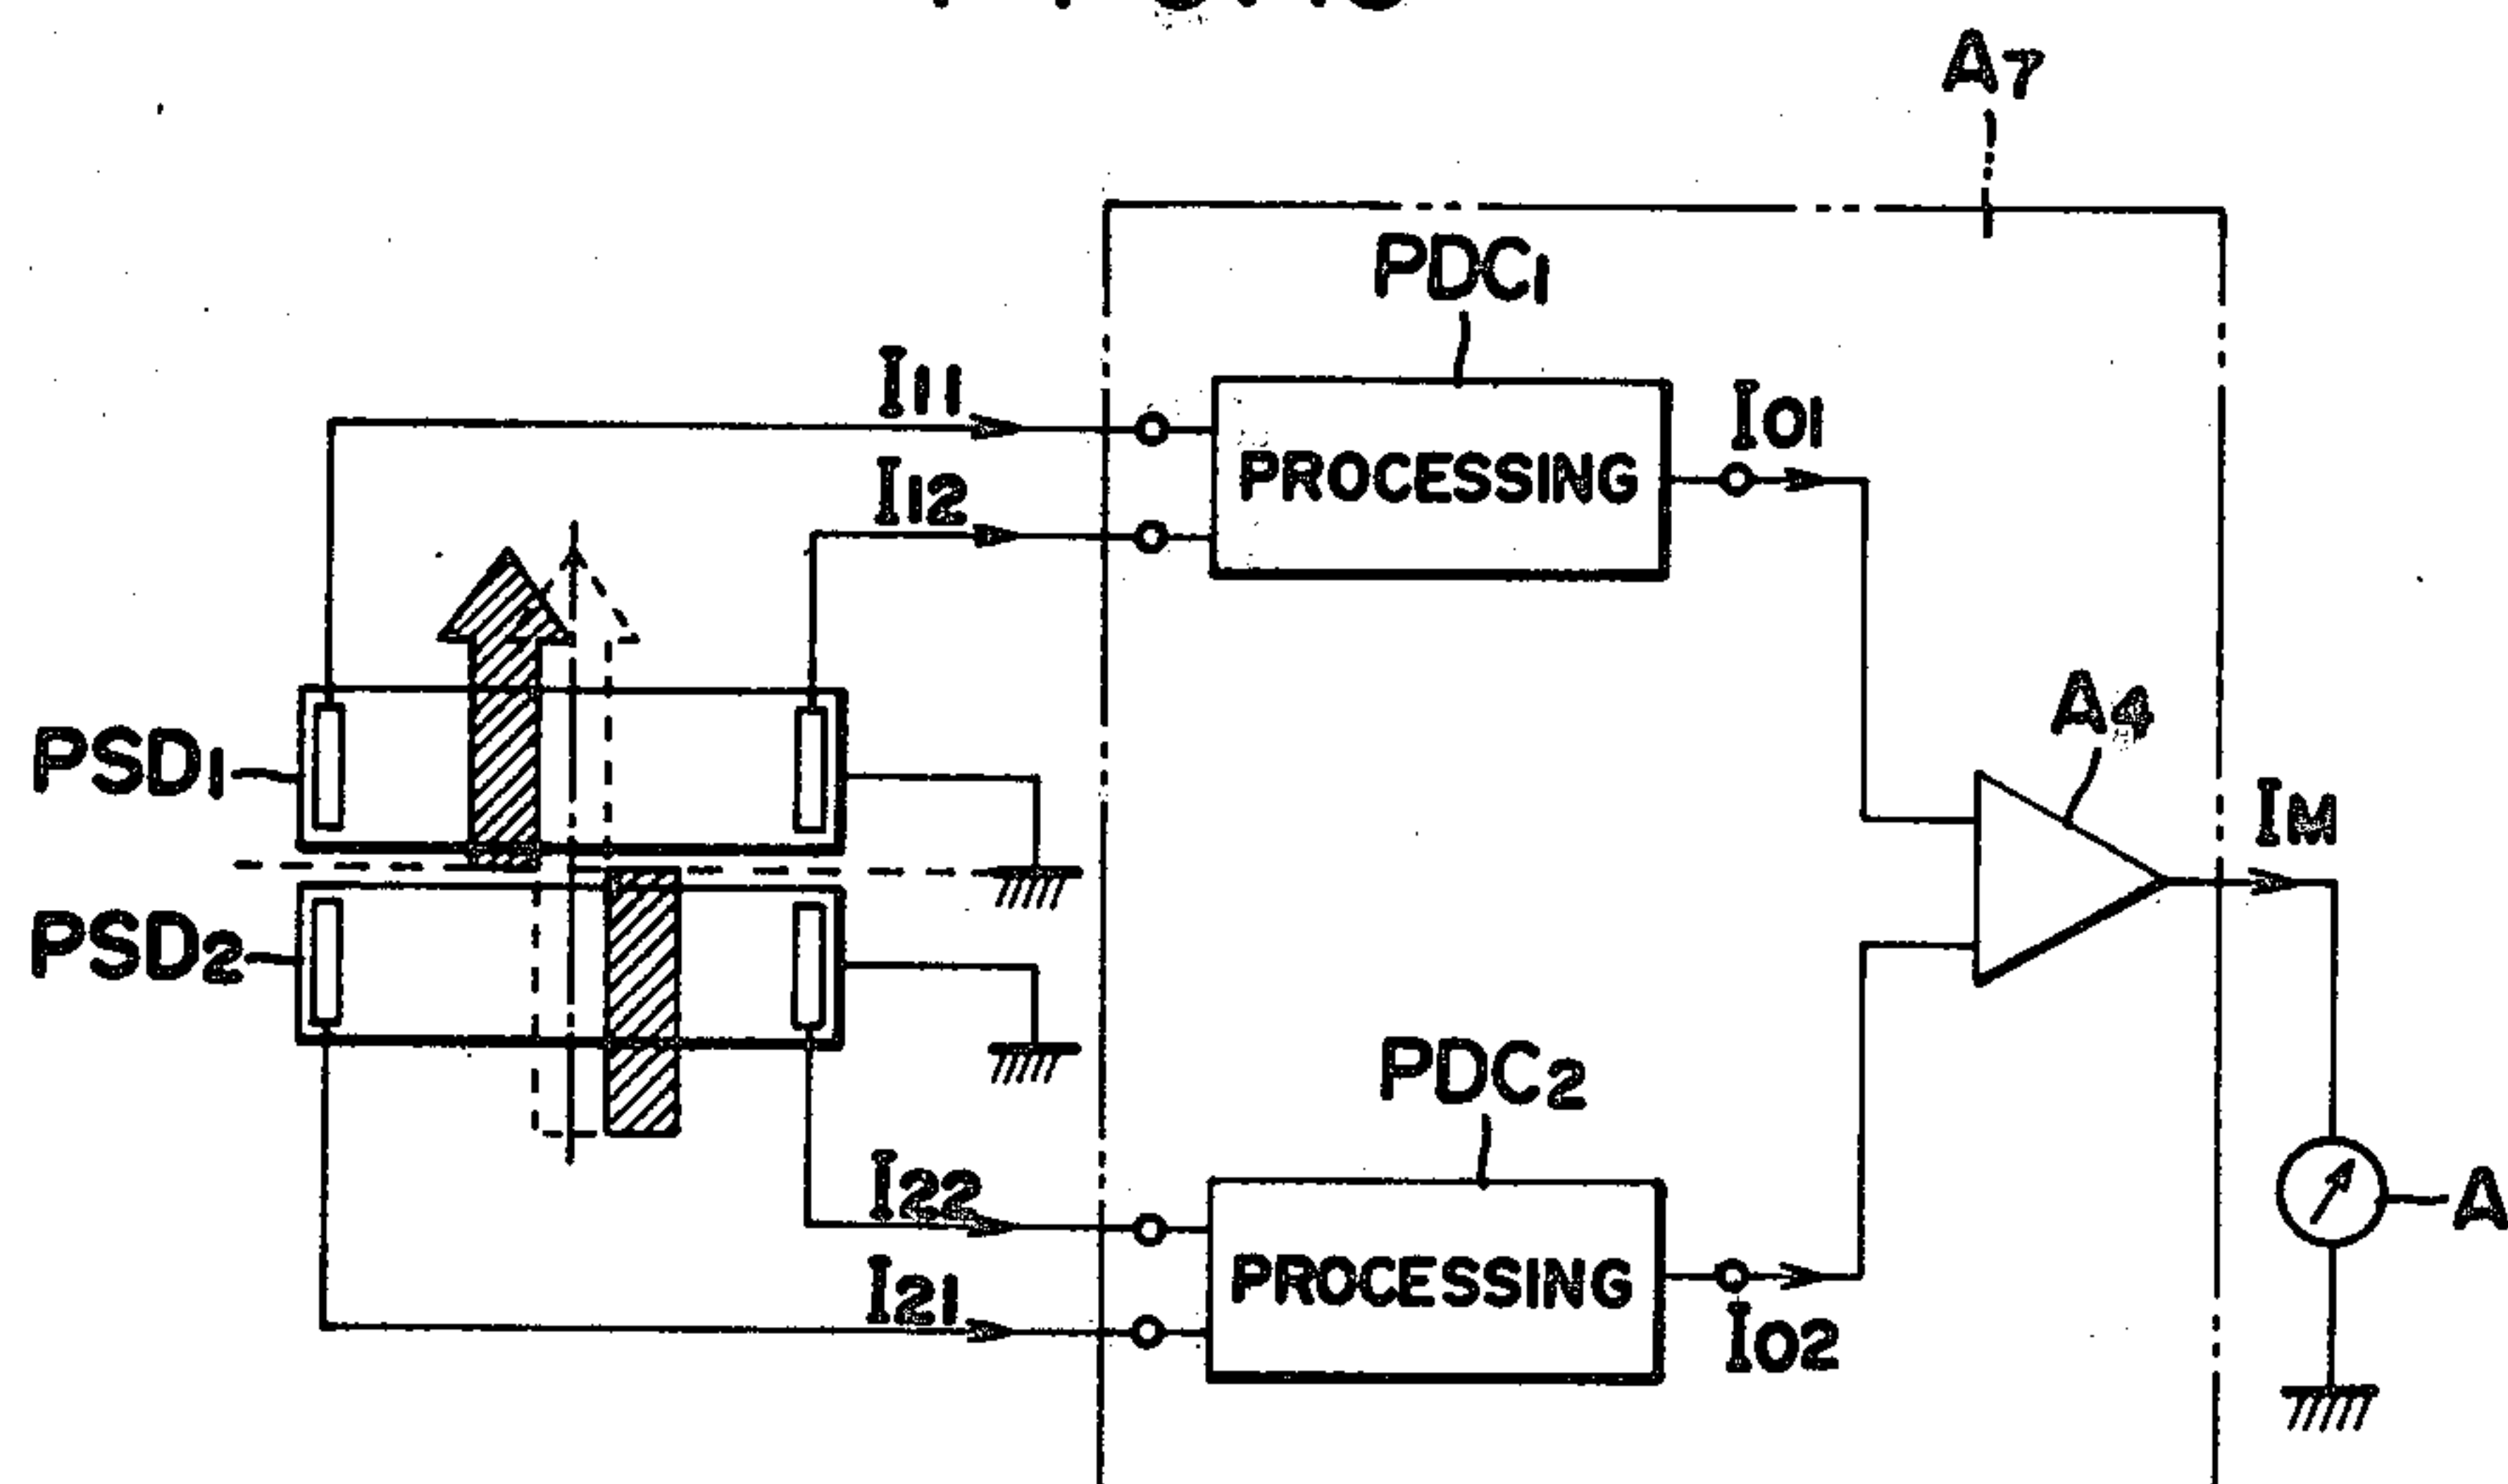 A7
PDC1
I11
PROCESSING
I01
I12
A4
PSD1
IM
PSD2
PDC2
I22
A
PROCESSING
I21
I02